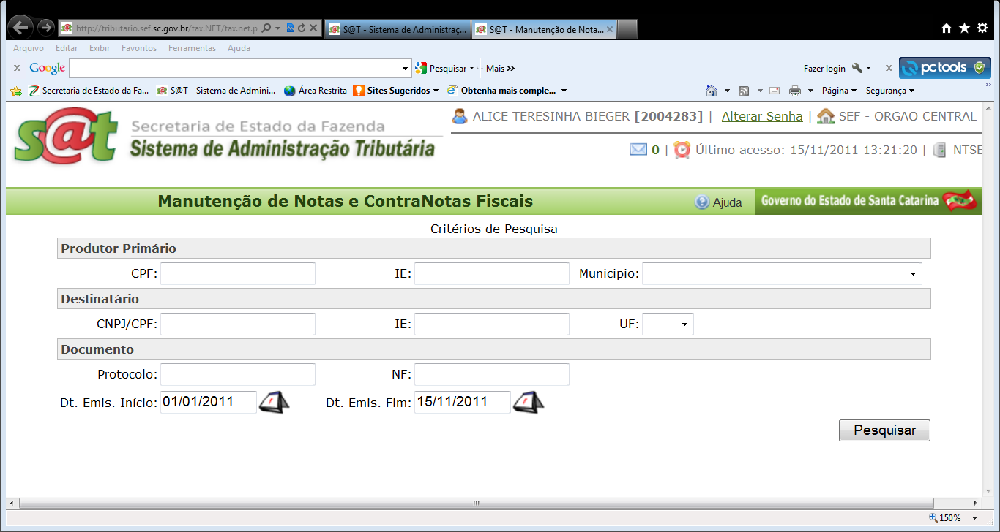 http://tributario.sef.sc.gov.br/tax.NET/tax.net.p
S@T - Sistema de Administraç...
S@T - Manutenção de Nota...
Arquivo Editar Exibir Favoritos Ferramentas Ajuda
x Google Pesquisar Mais » Fazer login x pctools
Secretaria de Estado da Fa... S@T - Sistema de Admini... Área Restrita Sites Sugeridos Obtenha mais comple... Página Segurança »
s@t Secretaria de Estado da Fazenda
Sistema de Administração Tributária
ALICE TERESINHA BIEGER [2004283] | Alterar Senha | SEF - ORGAO CENTRAL
0 | Último acesso: 15/11/2011 13:21:20 | NTSE
Manutenção de Notas e ContraNotas Fiscais Ajuda Governo do Estado de Santa Catarina
Critérios de Pesquisa
Produtor Primário
CPF: IE: Municipio:
Destinatário
CNPJ/CPF: IE: UF:
Documento
Protocolo: NF:
Dt. Emis. Início: 01/01/2011 Dt. Emis. Fim: 15/11/2011
Pesquisar
150%